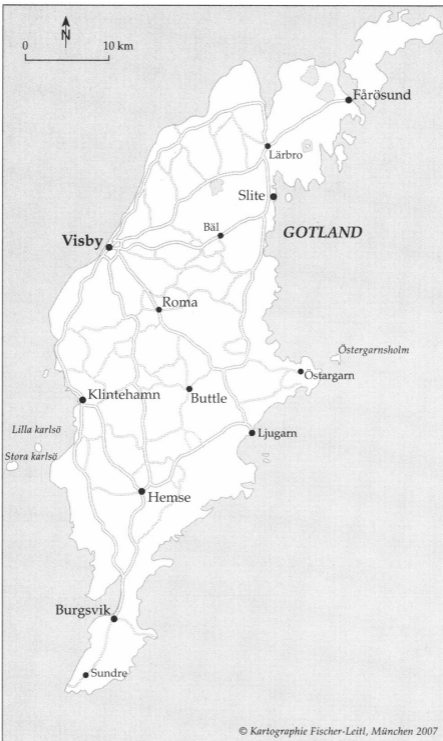 N
0 10 km
Fårösund
Lärbro
Slite
Bäl
GOTLAND
Visby
Roma
Östergarnsholm
Östargarn
Klintehamn
Buttle
Lilla karlsö
Ljugarn
Stora karlsö
Hemse
Burgsvik
Sundre
© Kartographie Fischer-Leitl, München 2007